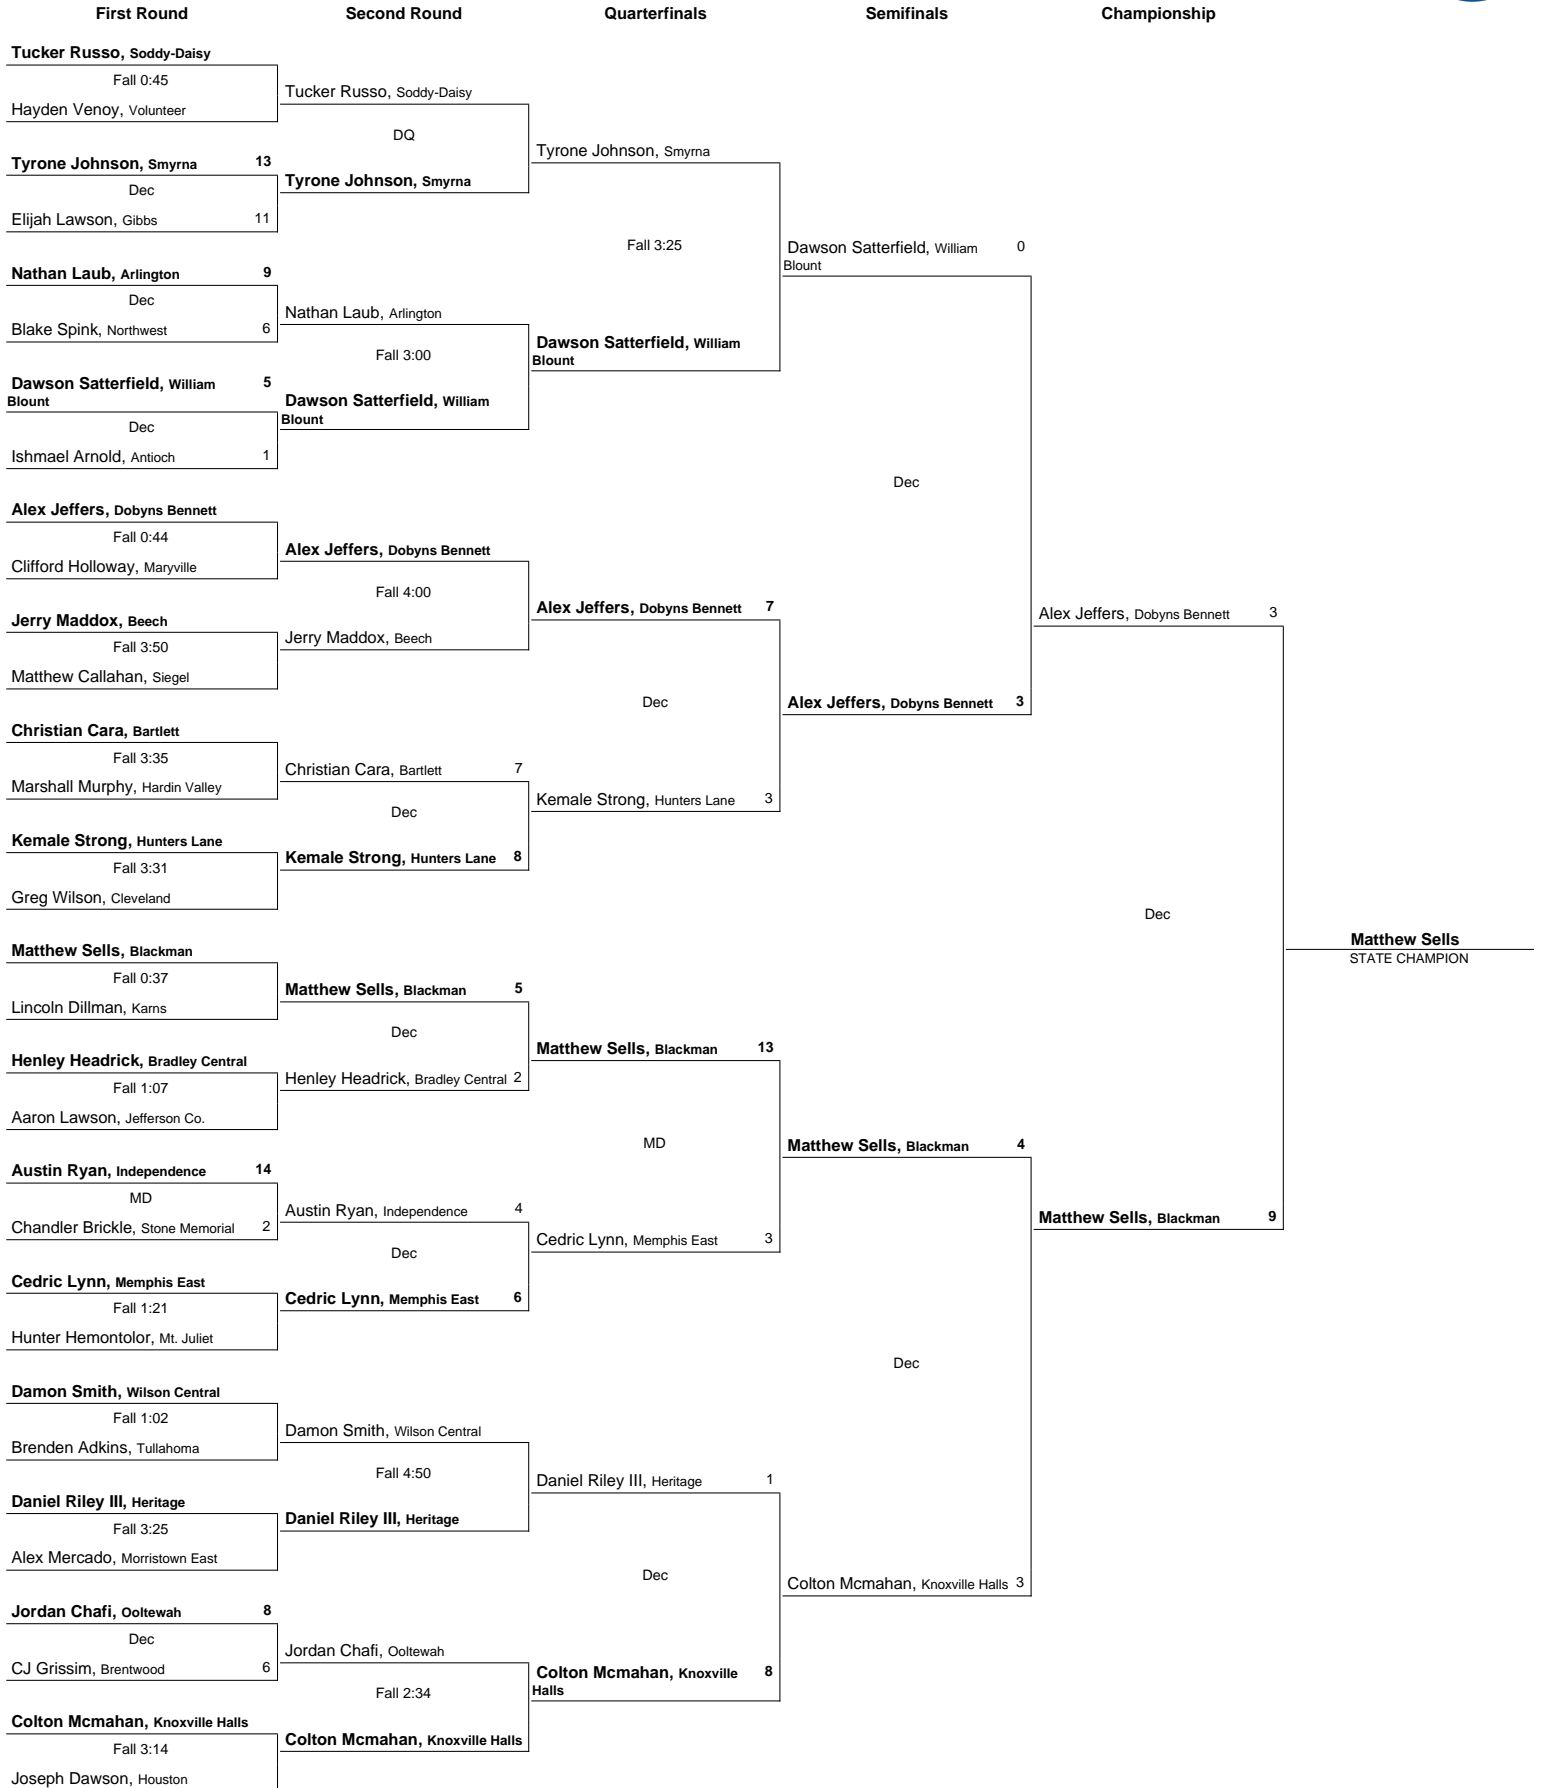 First Round Second Round Quarterfinals Semifinals Championship
Tucker Russo, Soddy-Daisy
Fall 0:45
Hayden Venoy, Volunteer
Tyrone Johnson, Smyrna 13
Dec
Elijah Lawson, Gibbs 11
Nathan Laub, Arlington 9
Dec
Blake Spink, Northwest 6
Dawson Satterfield, William 5
Blount
Dec
Ishmael Arnold, Antioch 1
Alex Jeffers, Dobyns Bennett
Fall 0:44
Clifford Holloway, Maryville
Jerry Maddox, Beech
Fall 3:50
Matthew Callahan, Siegel
Christian Cara, Bartlett
Fall 3:35
Marshall Murphy, Hardin Valley
Kemale Strong, Hunters Lane
Fall 3:31
Greg Wilson, Cleveland
Matthew Sells, Blackman
Fall 0:37
Lincoln Dillman, Karns
Henley Headrick, Bradley Central
Fall 1:07
Aaron Lawson, Jefferson Co.
Austin Ryan, Independence 14
MD
Chandler Brickle, Stone Memorial 2
Cedric Lynn, Memphis East
Fall 1:21
Hunter Hemontolor, Mt. Juliet
Damon Smith, Wilson Central
Fall 1:02
Brenden Adkins, Tullahoma
Daniel Riley III, Heritage
Fall 3:25
Alex Mercado, Morristown East
Jordan Chafi, Ooltewah 8
Dec
CJ Grissim, Brentwood 6
Colton Mcmahan, Knoxville Halls
Fall 3:14
Joseph Dawson, Houston
Tucker Russo, Soddy-Daisy
DQ
Tyrone Johnson, Smyrna
Nathan Laub, Arlington
Fall 3:00
Dawson Satterfield, William
Blount
Alex Jeffers, Dobyns Bennett
Fall 4:00
Jerry Maddox, Beech
Christian Cara, Bartlett 7
Dec
Kemale Strong, Hunters Lane 8
Matthew Sells, Blackman 5
Dec
Henley Headrick, Bradley Central 2
Austin Ryan, Independence 4
Dec
Cedric Lynn, Memphis East 6
Damon Smith, Wilson Central
Fall 4:50
Daniel Riley III, Heritage
Jordan Chafi, Ooltewah
Fall 2:34
Colton Mcmahan, Knoxville Halls
Tyrone Johnson, Smyrna
Fall 3:25
Dawson Satterfield, William
Blount
Alex Jeffers, Dobyns Bennett 7
Dec
Kemale Strong, Hunters Lane 3
Matthew Sells, Blackman 13
MD
Cedric Lynn, Memphis East 3
Daniel Riley III, Heritage 1
Dec
Colton Mcmahan, Knoxville 8
Halls
Dawson Satterfield, William 0
Blount
Dec
Alex Jeffers, Dobyns Bennett 3
Matthew Sells, Blackman 4
Dec
Colton Mcmahan, Knoxville Halls 3
Alex Jeffers, Dobyns Bennett 3
Dec
Matthew Sells, Blackman 9
Matthew Sells
STATE CHAMPION